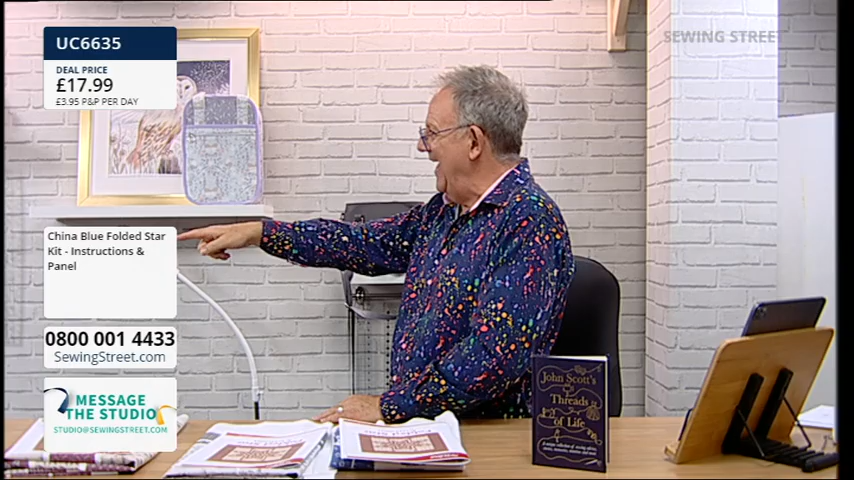 UC6635
DEAL PRICE
£17.99
£3.95 P&P PER DAY
SEWING STREET
China Blue Folded Star
Kit - Instructions &
Panel
0800 001 4433
SewingStreet.com
MESSAGE
THE STUDIO
STUDIO@SEWINGSTREET.COM
John Scott's
Threads
of Life